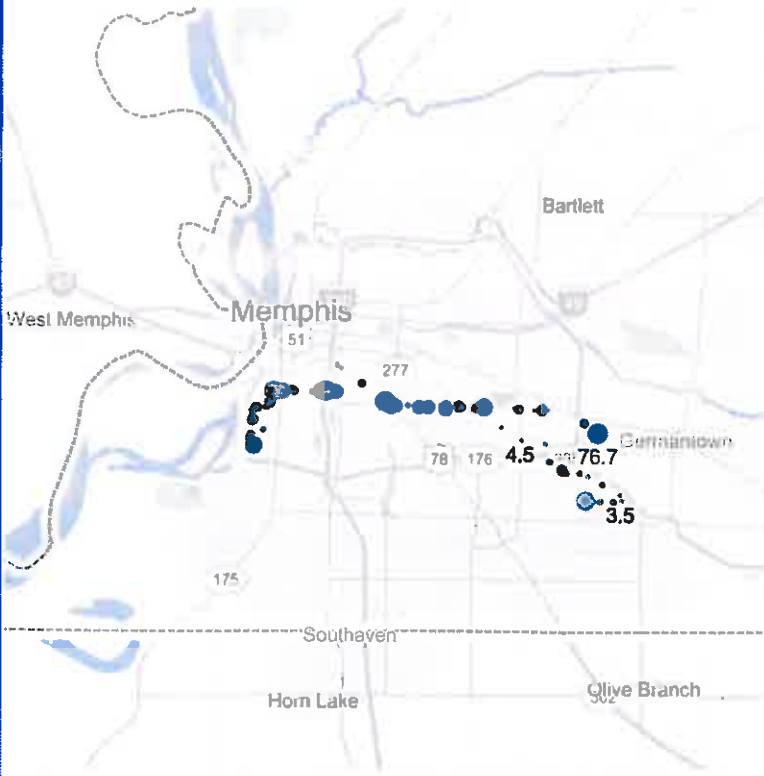 Bartlett
West Memphis
Memphis
51
277
Germantown
78
176
4.5
76.7
3.5
175
Southaven
Horn Lake
Olive Branch
302